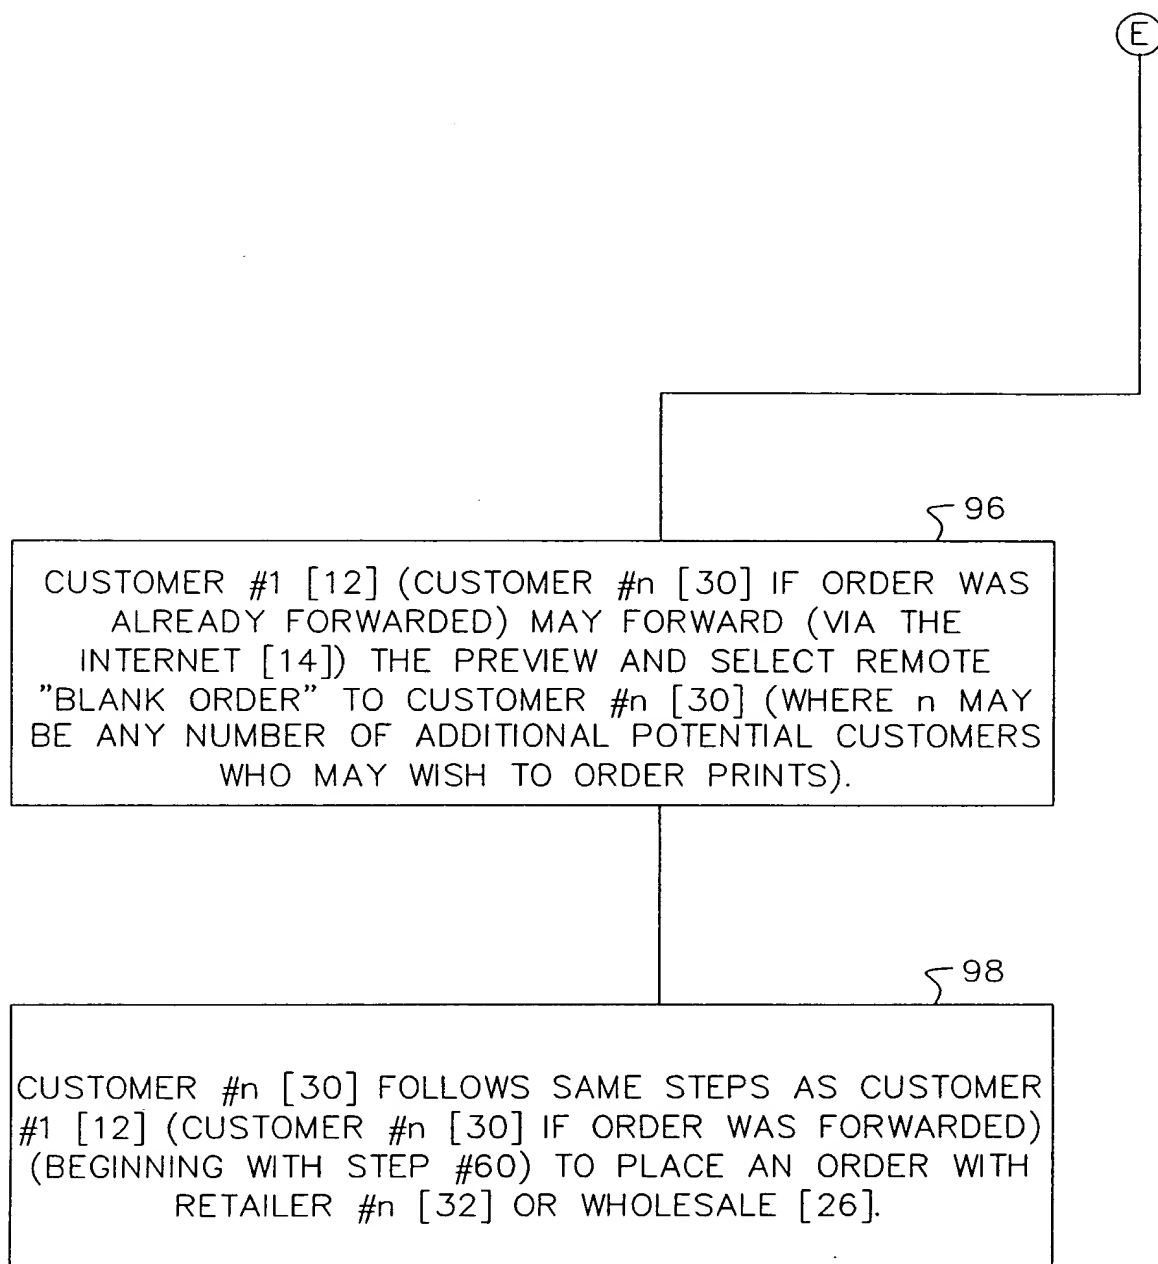 E
96
CUSTOMER #1 [12] (CUSTOMER #n [30] IF ORDER WAS
ALREADY FORWARDED) MAY FORWARD (VIA THE
INTERNET [14]) THE PREVIEW AND SELECT REMOTE
"BLANK ORDER" TO CUSTOMER #n [30] (WHERE n MAY
BE ANY NUMBER OF ADDITIONAL POTENTIAL CUSTOMERS
WHO MAY WISH TO ORDER PRINTS).
98
CUSTOMER #n [30] FOLLOWS SAME STEPS AS CUSTOMER
#1 [12] (CUSTOMER #n [30] IF ORDER WAS FORWARDED)
(BEGINNING WITH STEP #60) TO PLACE AN ORDER WITH
RETAILER #n [32] OR WHOLESALE [26].